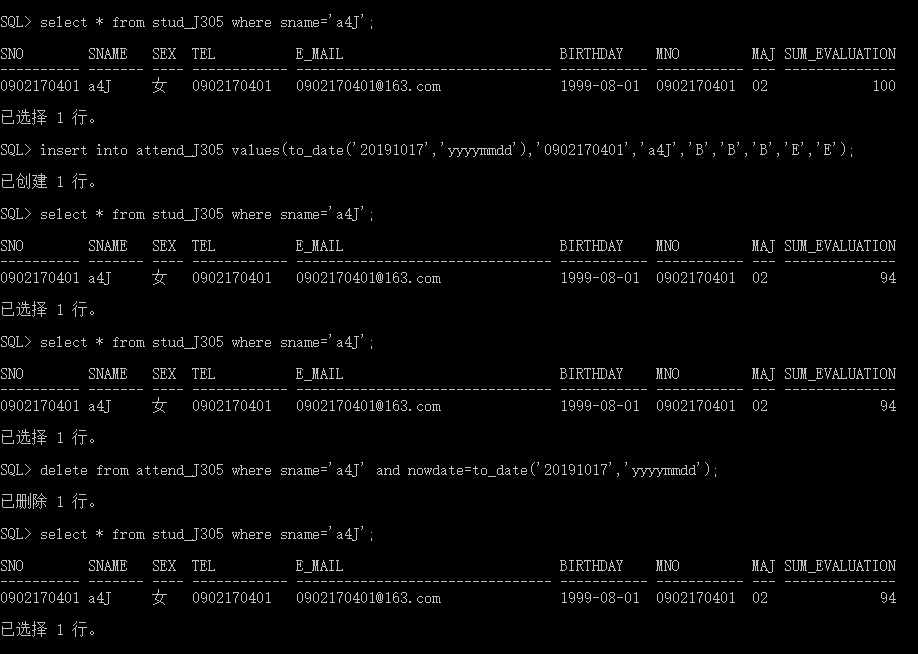 SQL> select * from stud_J305 where sname='a4J';
SNO        SNAME   SEX  TEL          E_MAIL                           BIRTHDAY    MNO         MAJ SUM_EVALUATION
---------- ------- ---- ------------ -------------------------------- ----------- ----------- --- --------------
0902170401 a4J     女   0902170401   0902170401@163.com               1999-08-01  0902170401  02             100
已选择 1 行。
SQL> insert into attend_J305 values(to_date('20191017','yyyymmdd'),'0902170401','a4J','B','B','B','E','E');
已创建 1 行。
SQL> select * from stud_J305 where sname='a4J';
SNO        SNAME   SEX  TEL          E_MAIL                           BIRTHDAY    MNO         MAJ SUM_EVALUATION
---------- ------- ---- ------------ -------------------------------- ----------- ----------- --- --------------
0902170401 a4J     女   0902170401   0902170401@163.com               1999-08-01  0902170401  02              94
已选择 1 行。
SQL> select * from stud_J305 where sname='a4J';
SNO        SNAME   SEX  TEL          E_MAIL                           BIRTHDAY    MNO         MAJ SUM_EVALUATION
---------- ------- ---- ------------ -------------------------------- ----------- ----------- --- --------------
0902170401 a4J     女   0902170401   0902170401@163.com               1999-08-01  0902170401  02              94
已选择 1 行。
SQL> delete from attend_J305 where sname='a4J' and nowdate=to_date('20191017','yyyymmdd');
已删除 1 行。
SQL> select * from stud_J305 where sname='a4J';
SNO        SNAME   SEX  TEL          E_MAIL                           BIRTHDAY    MNO         MAJ SUM_EVALUATION
---------- ------- ---- ------------ -------------------------------- ----------- ----------- --- --------------
0902170401 a4J     女   0902170401   0902170401@163.com               1999-08-01  0902170401  02              94
已选择 1 行。